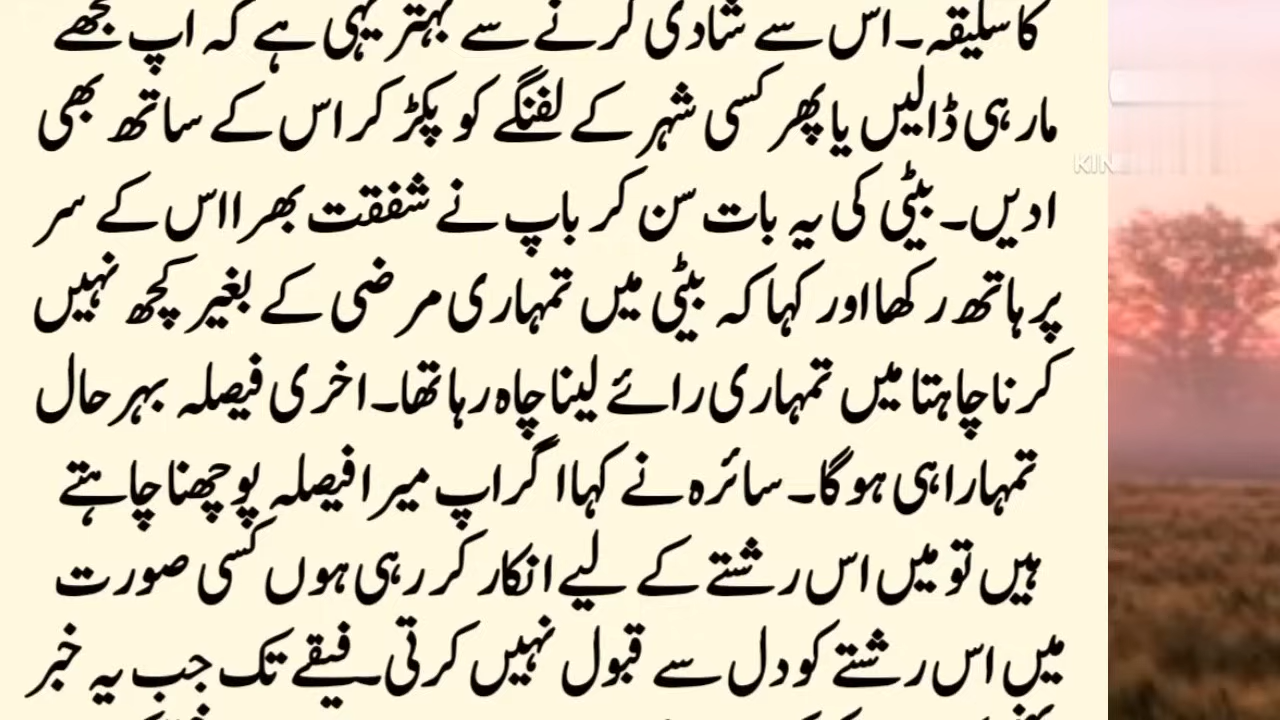 کا سلیقہ۔ اس سے شادی کرنے سے بہتر یہی ہے کہ اپ مجھے
مار ہی ڈالیں یا پھر کسی شہر کے لفنگے کو پکڑ کر اس کے ساتھ بھی
ادیں۔ بیٹی کی یہ بات سن کر باپ نے شفقت بھرا اس کے سر
پر ہاتھ رکھا اور کہا کہ بیٹی میں تمہاری مرضی کے بغیر کچھ نہیں
کرنا چاہتا میں تمہاری رائے لینا چاہ رہا تھا۔ اخری فیصلہ بہر حال
تمہارا ہی ہو گا۔ سائرہ نے کہا اگر اپ میرا فیصلہ پوچھنا چاہتے
ہیں تو میں اس رشتے کے لیے انکار کر رہی ہوں کسی صورت
میں اس رشتے کو دل سے قبول نہیں کرتی۔ فیقے تک جب یہ خبر
KIN